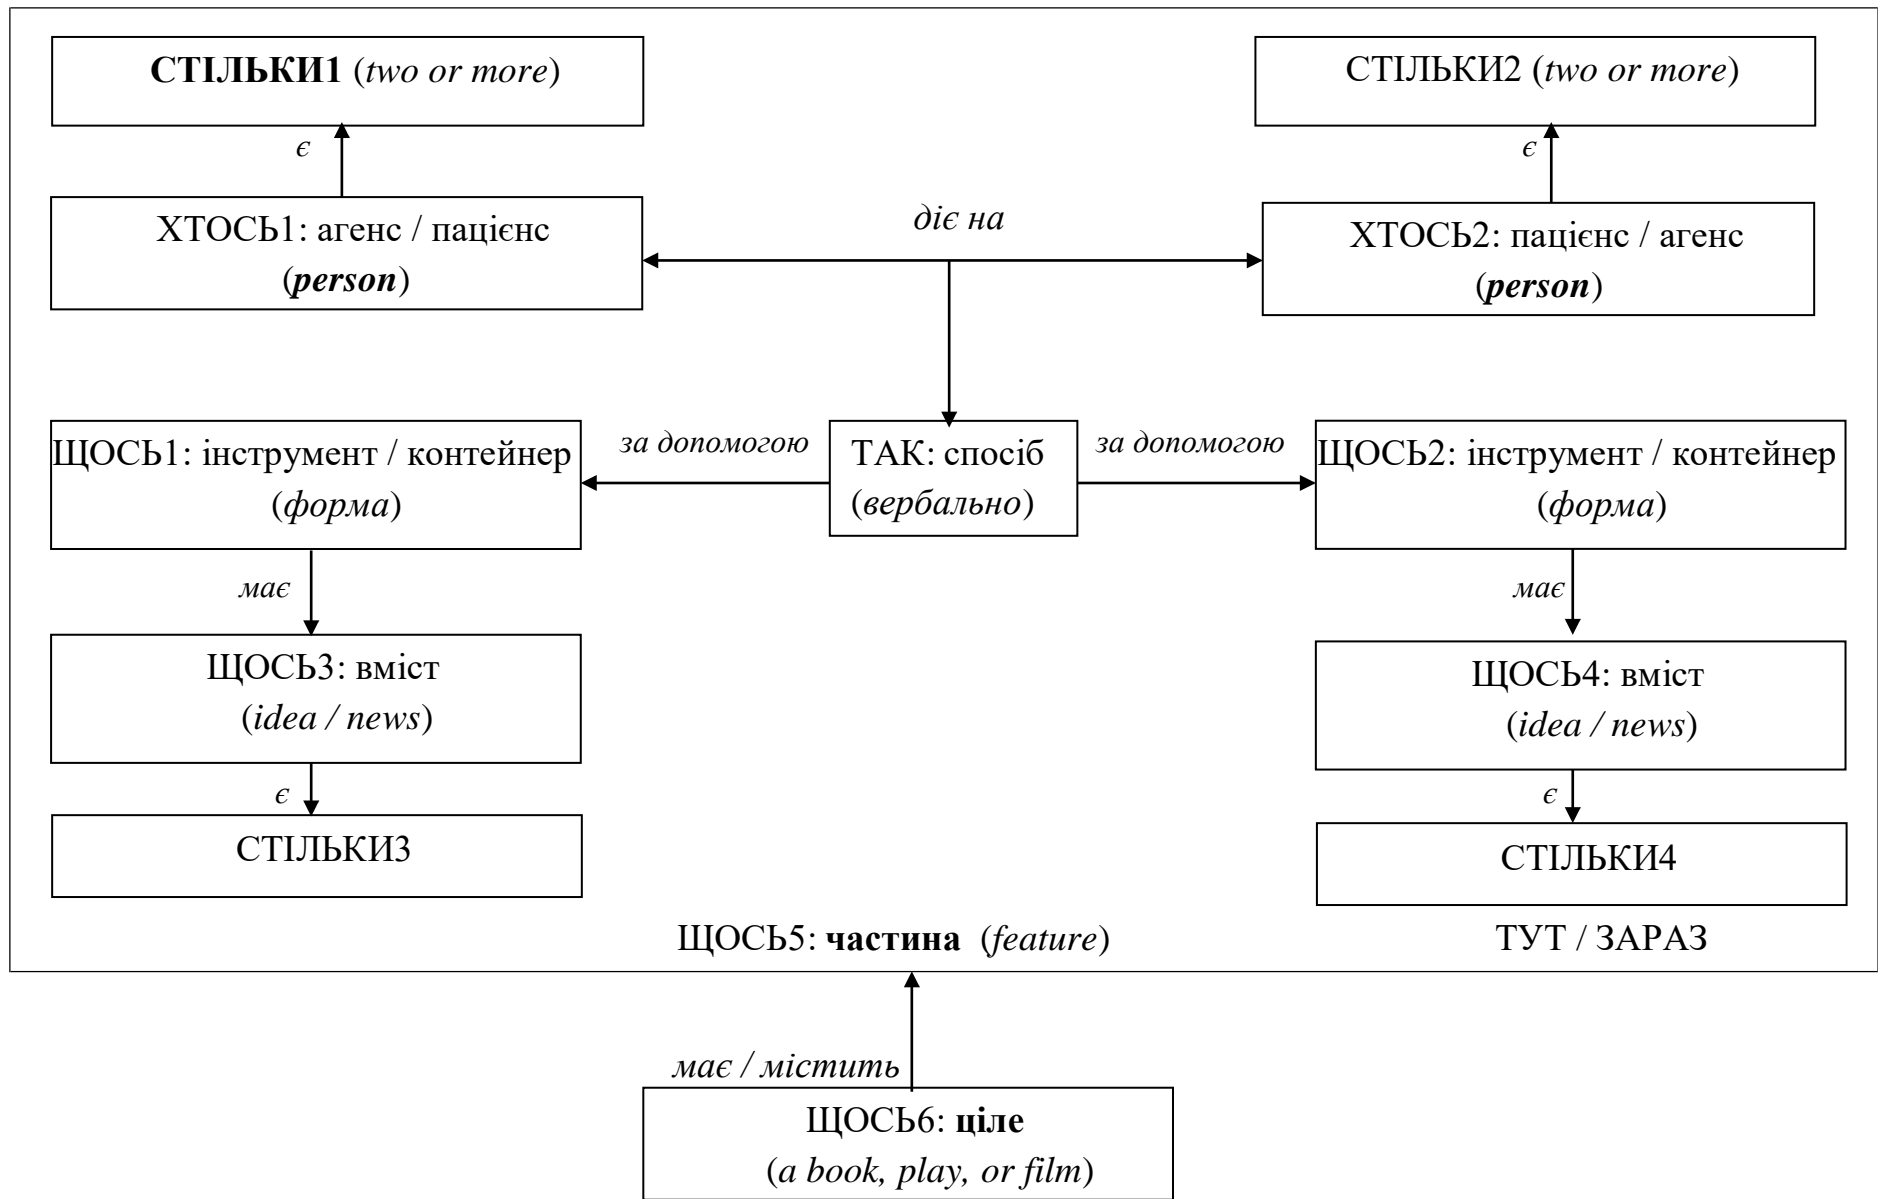 СТІЛЬКИ1 (two or more)
СТІЛЬКИ2 (two or more)
є
є
ХТОСЬ1: агенс / пацієнс
(person)
діє на
ХТОСЬ2: пацієнс / агенс
(person)
ЩОСЬ1: інструмент / контейнер
(форма)
за допомогою
ТАК: спосіб
(вербально)
за допомогою
ЩОСЬ2: інструмент / контейнер
(форма)
має
має
ЩОСЬ3: вміст
(idea / news)
ЩОСЬ4: вміст
(idea / news)
є
є
СТІЛЬКИ3
СТІЛЬКИ4
ЩОСЬ5: частина (feature)
ТУТ / ЗАРАЗ
має / містить
ЩОСЬ6: ціле
(a book, play, or film)